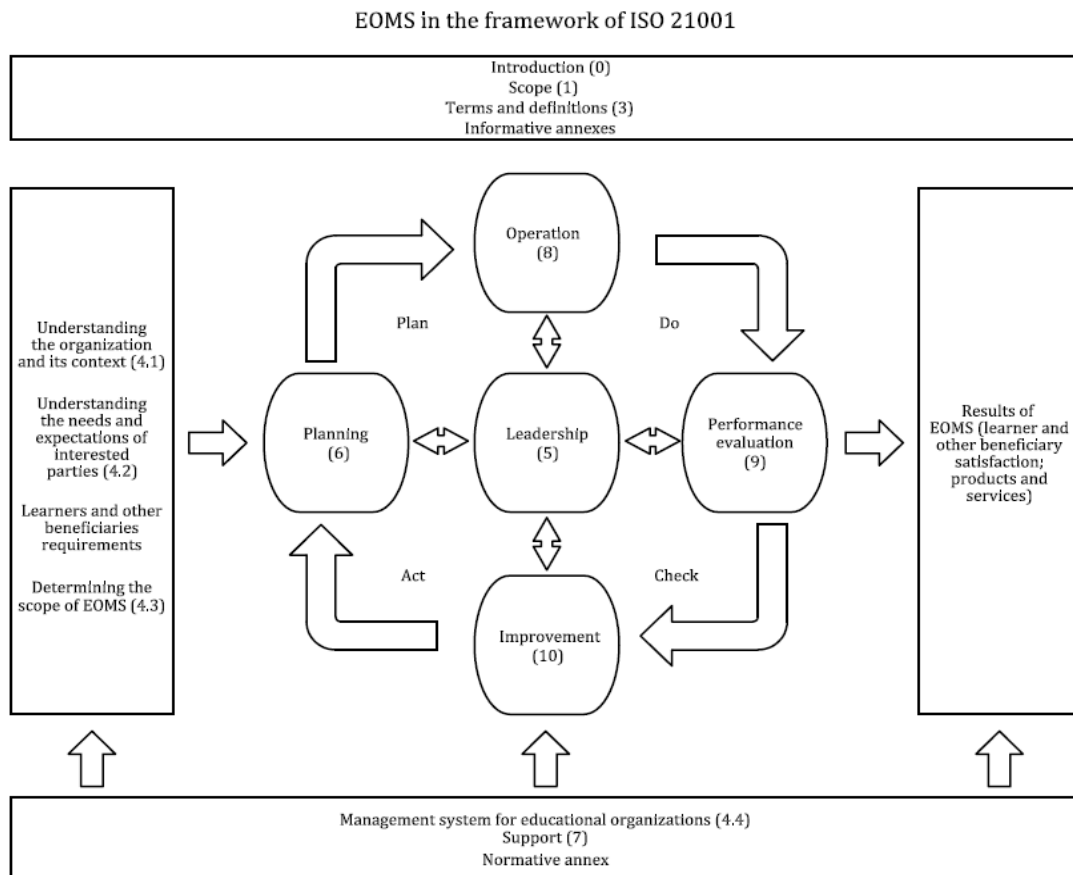 EOMS in the framework of ISO 21001
Introduction (0)
Scope (1)
Terms and definitions (3)
Informative annexes
Understanding
the organization
and its context (4.1)
Understanding
the needs and
expectations of
interested
parties (4.2)
Learners and other
beneficiaries
requirements
Determining the
scope of EOMS (4.3)
Operation
(8)
Plan
Do
Planning
(6)
Leadership
(5)
Performance
evaluation
(9)
Act
Check
Improvement
(10)
Results of
EOMS (learner and
other beneficiary
satisfaction;
products and
services)
Management system for educational organizations (4.4)
Support (7)
Normative annex